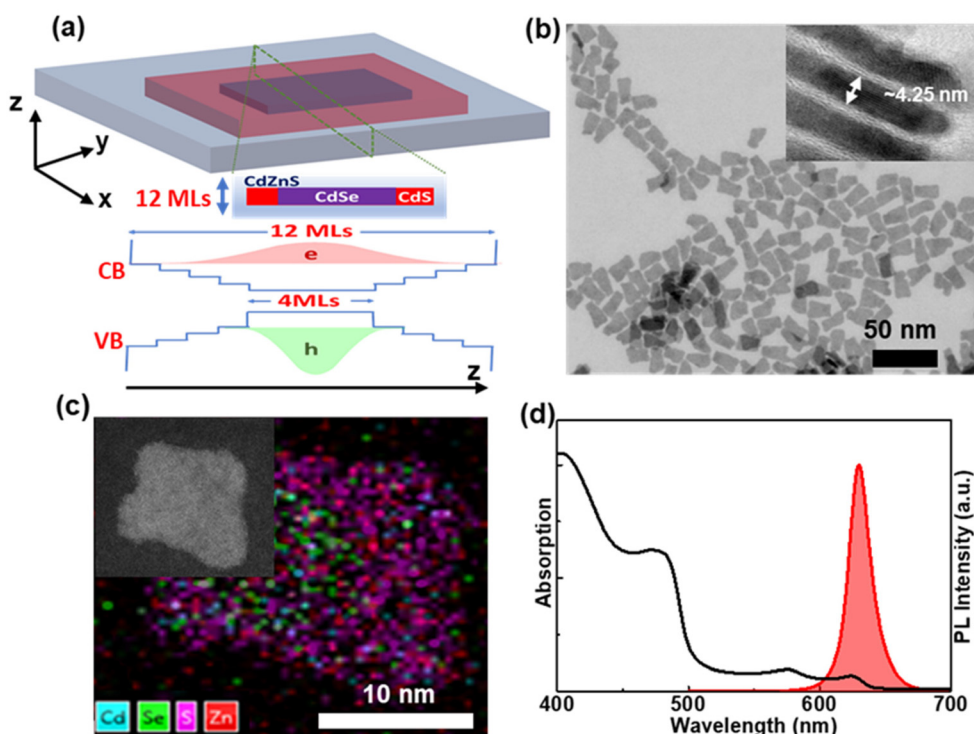 (a)
z
y
x
12 MLs
CdZnS
CdSe
CdS
12 MLs
CB
e
4MLs
VB
h
z
(b)
~4.25 nm
50 nm
(c)
Cd Se S Zn
10 nm
(d)
Absorption
PL Intensity (a.u.)
400 500 600 700
Wavelength (nm)